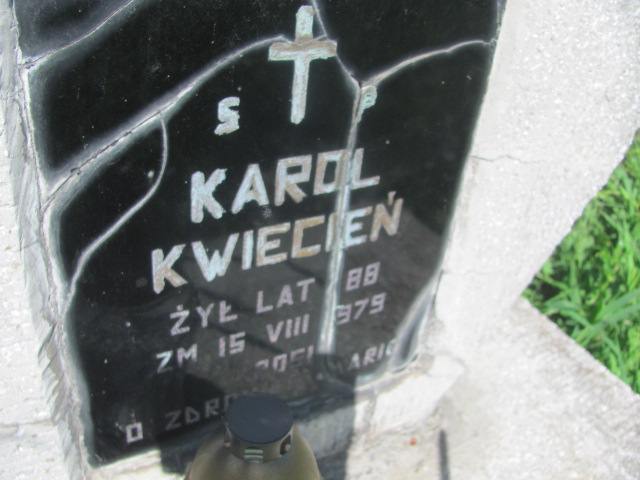 S P
KAROL
KWIECIEŃ
ŻYŁ LAT 88
ZM 15 VIII 1979
O